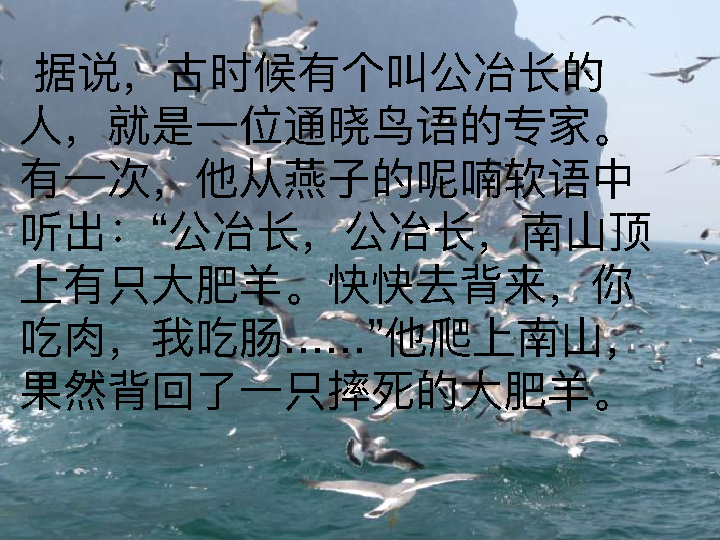 据说，古时候有个叫公冶长的
人，就是一位通晓鸟语的专家。
有一次，他从燕子的呢喃软语中
听出：“公冶长，公冶长，南山顶
上有只大肥羊。快快去背来，你
吃肉，我吃肠……”他爬上南山，
果然背回了一只摔死的大肥羊。